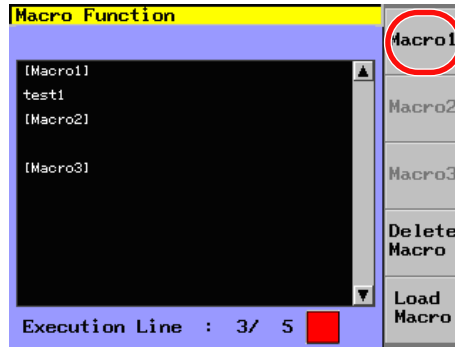 Macro Function
[Macro1]
test1
[Macro2]
[Macro3]
Execution Line : 3/ 5
Macro1
Macro2
Macro3
Delete
Macro
Load
Macro